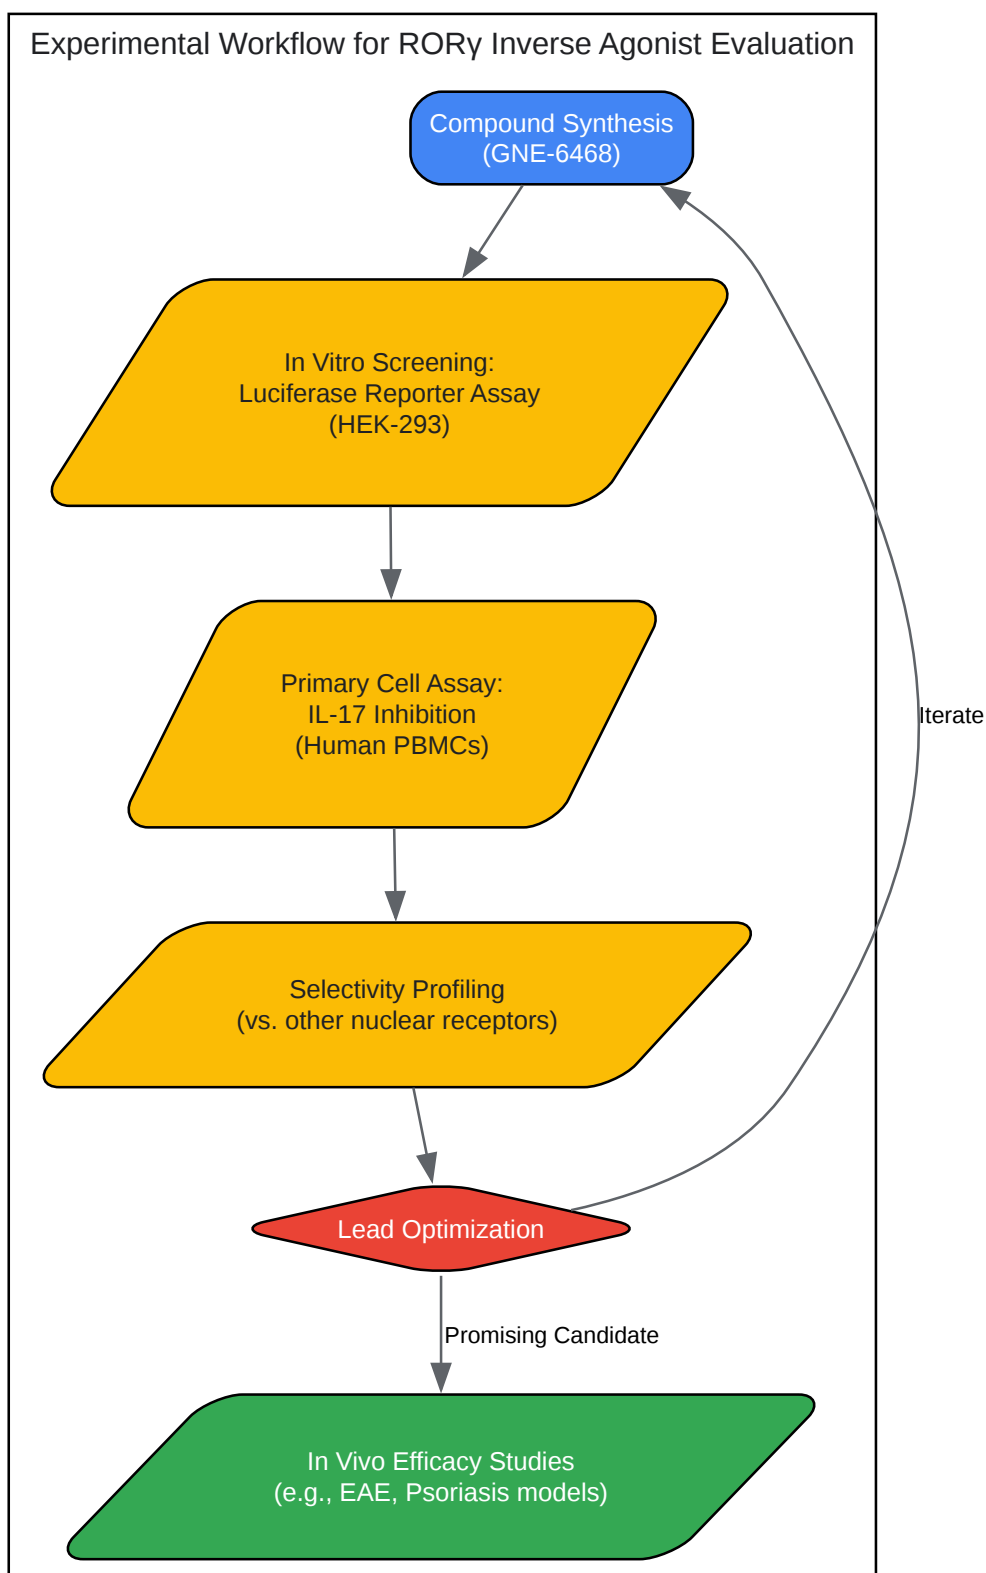 Experimental Workflow for RORγ Inverse Agonist Evaluation
Compound Synthesis
(GNE-6468)
In Vitro Screening:
Luciferase Reporter Assay
(HEK-293)
Primary Cell Assay:
IL-17 Inhibition
(Human PBMCs)
Iterate
Selectivity Profiling
(vs. other nuclear receptors)
Lead Optimization
Promising Candidate
In Vivo Efficacy Studies
(e.g., EAE, Psoriasis models)